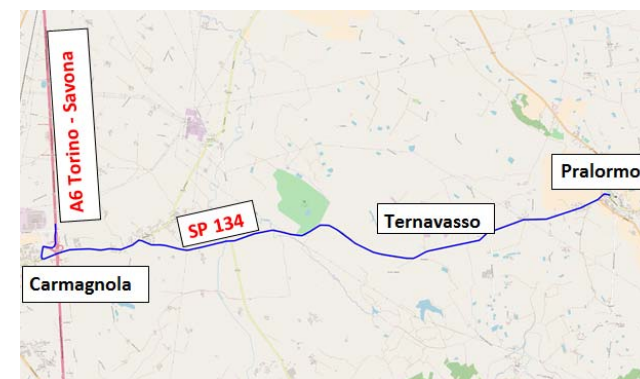 A6 Torino - Savona
Pralormo
SP 134
Ternavasso
Carmagnola